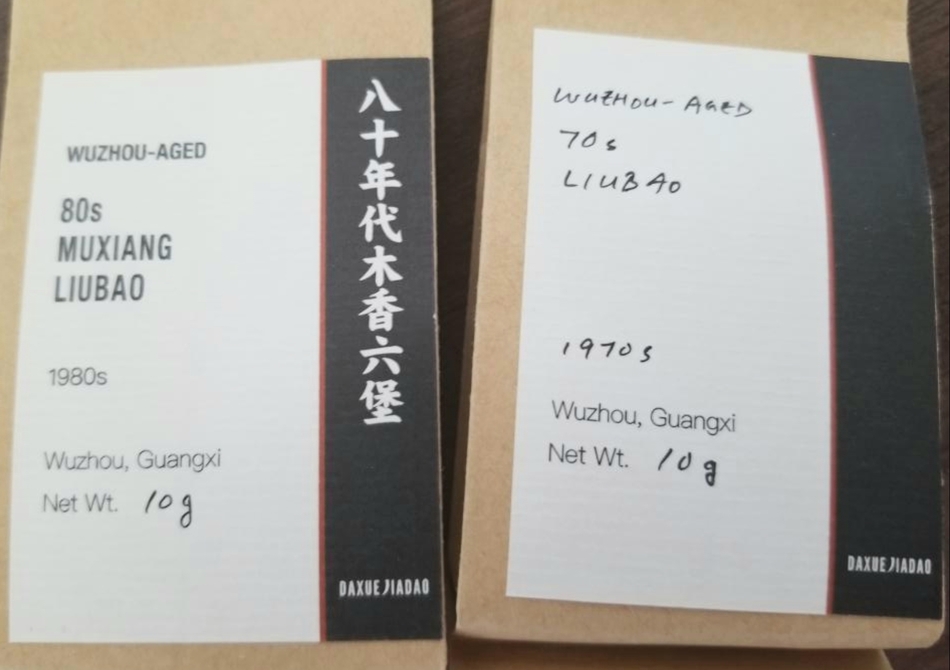 WUZHOU-AGED
80s
MUXIANG
LIUBAO
1980s
Wuzhou, Guangxi
Net Wt. 10g
八十年代木香六堡
DAXUE JIADAO
WUZHOU-AGED
70s
LIUBAO
1970s
Wuzhou, Guangxi
Net Wt. 10g
DAXUE JIADAO